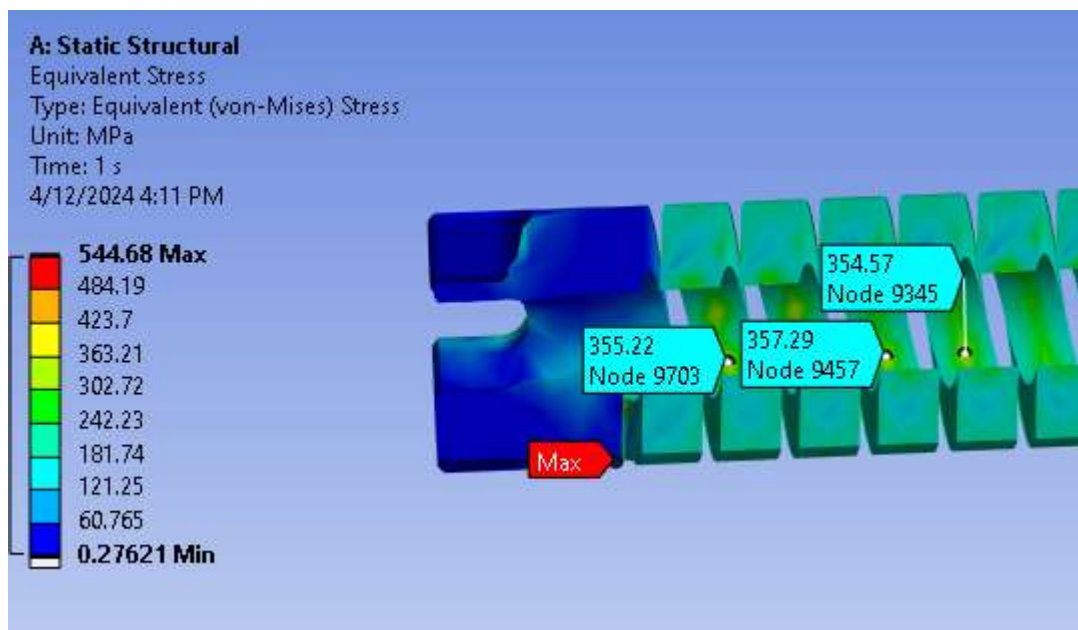 A: Static Structural
Equivalent Stress
Type: Equivalent (von-Mises) Stress
Unit: MPa
Time: 1 s
4/12/2024 4:11 PM
544.68 Max
484.19
423.7
363.21
302.72
242.23
181.74
121.25
60.765
0.27621 Min
354.57
Node 9345
355.22
Node 9703
357.29
Node 9457
Max